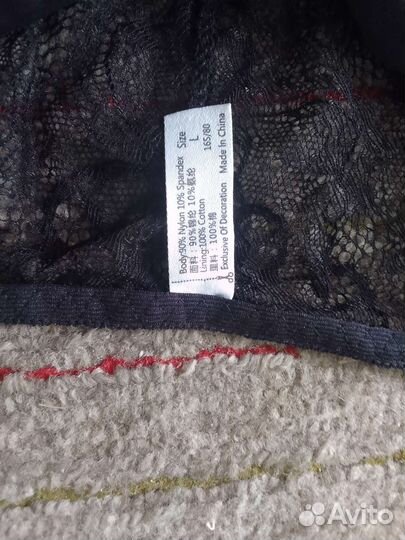 Size
L
165/80
Body:90% Nylon 10% Spandex
面料：90%锦纶 10%氨纶
Lining:100% Cotton
里料：100%棉
Exclusive Of Decoration
Made In China
Avito